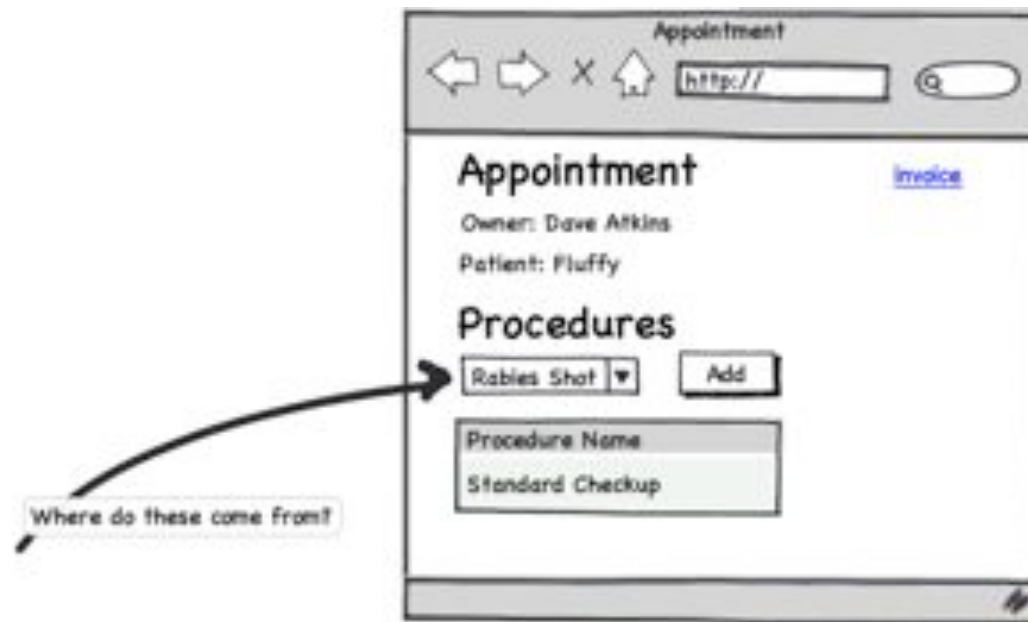 Appointment
http://
Appointment
invoice
Owner: Dave Atkins
Patient: Fluffy
Procedures
Rabies Shot
Add
Procedure Name
Standard Checkup
Where do these come from?